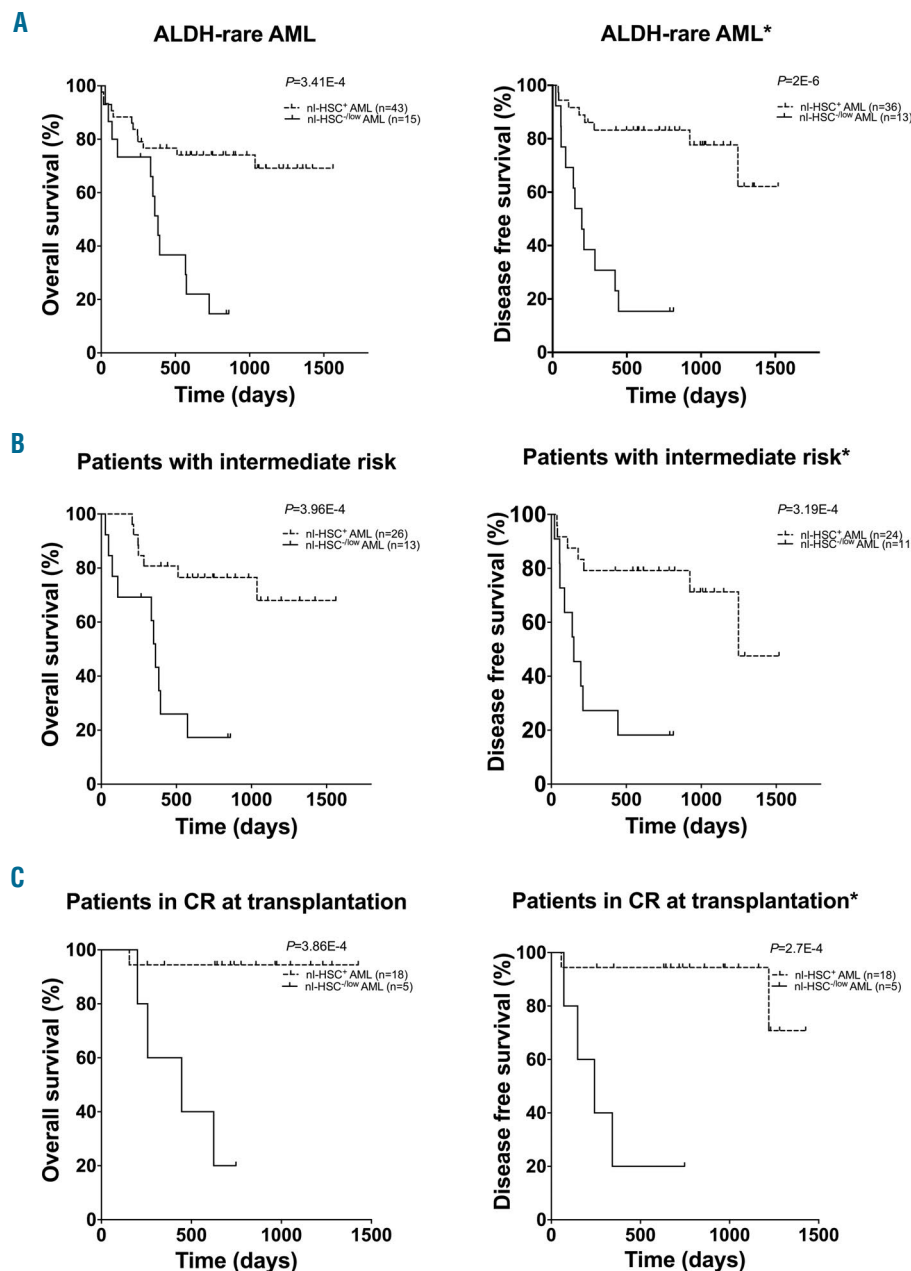 A
ALDH-rare AML
P=3.41E-4
nl-HSC+ AML (n=43)
nl-HSC-/low AML (n=15)
Overall survival (%)
100
80
60
40
20
0
0 500 1000 1500
Time (days)
ALDH-rare AML*
P=2E-6
nl-HSC+ AML (n=36)
nl-HSC-/low AML (n=13)
Disease free survival (%)
100
80
60
40
20
0
0 500 1000 1500
Time (days)
B
Patients with intermediate risk
P=3.96E-4
nl-HSC+ AML (n=26)
nl-HSC-/low AML (n=13)
Overall survival (%)
100
80
60
40
20
0
0 500 1000 1500
Time (days)
Patients with intermediate risk*
P=3.19E-4
nl-HSC+ AML (n=24)
nl-HSC-/low AML (n=11
Disease free survival (%)
100
80
60
40
20
0
0 500 1000 1500
Time (days)
C
Patients in CR at transplantation
P=3.86E-4
nl-HSC+ AML (n=18)
nl-HSC-/low AML (n=5)
Overall survival (%)
100
80
60
40
20
0
0 500 1000 1500
Time (days)
Patients in CR at transplantation*
P=2.7E-4
nl-HSC+ AML (n=18)
nl-HSC-/low AML (n=5)
Disease free survival (%)
100
80
60
40
20
0
0 500 1000 1500
Time (days)